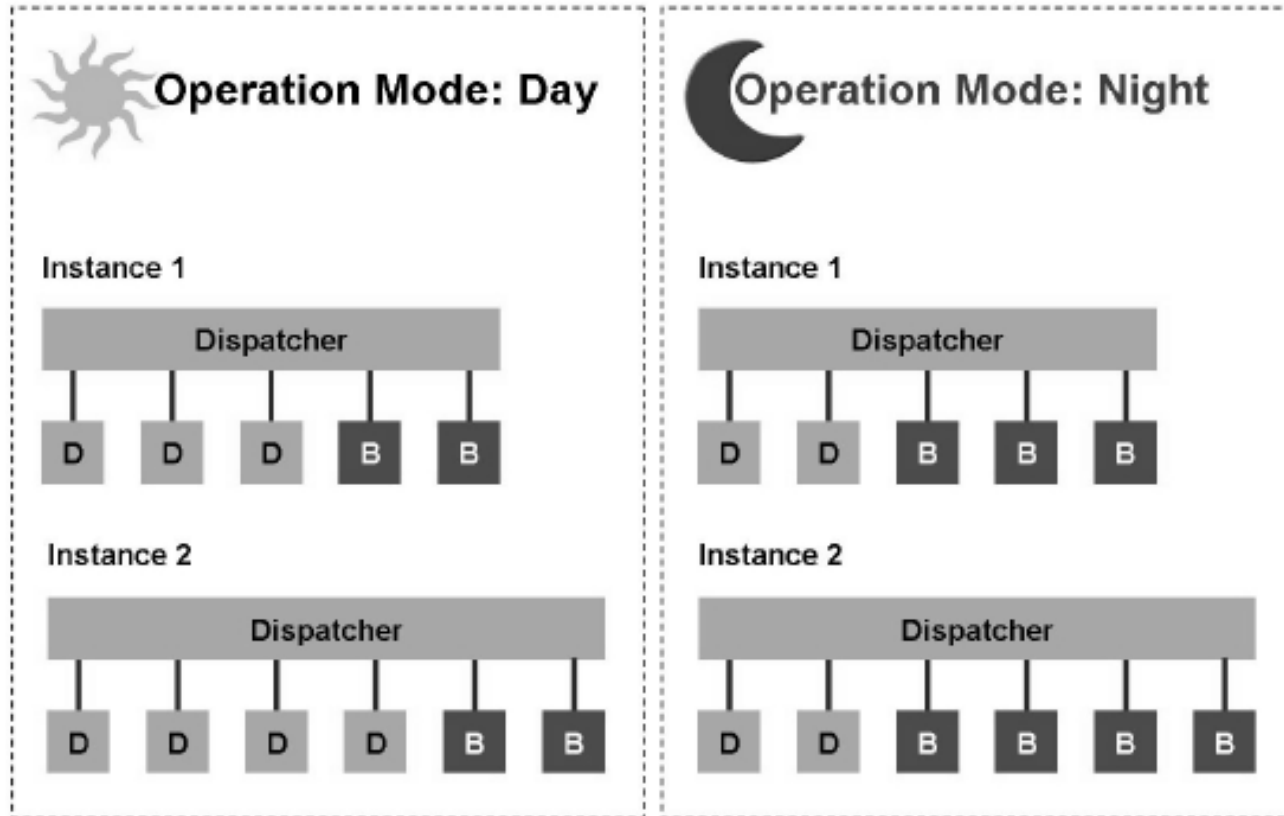 Operation Mode: Day
Instance 1
Dispatcher
D D D B B
Instance 2
Dispatcher
D D D D B B
Operation Mode: Night
Instance 1
Dispatcher
D D B B B
Instance 2
Dispatcher
D D B B B B